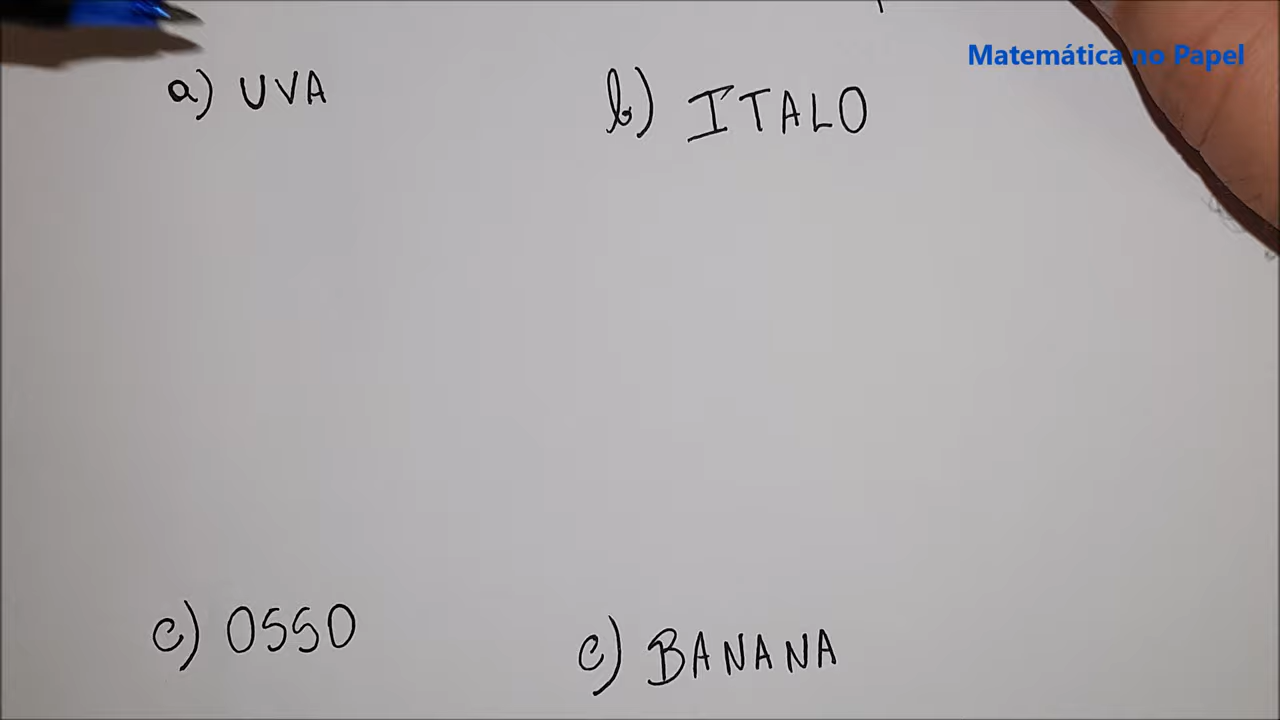 Matemática no Papel
a) UVA
b) ITALO
c) OSSO
c) BANANA